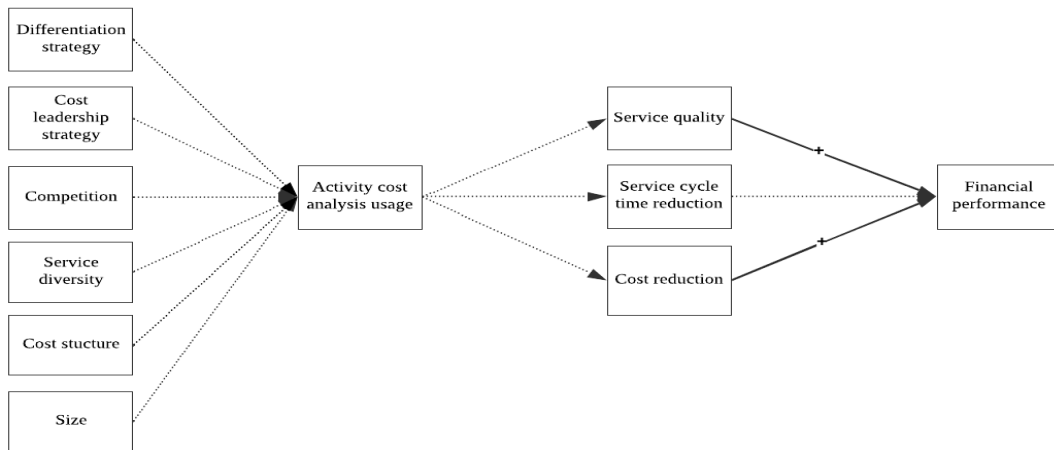 Differentiation
strategy
Cost
leadership
strategy
Competition
Service
diversity
Cost stucture
Size
Activity cost
analysis usage
Service quality
Service cycle
time reduction
Cost reduction
+
+
Financial
performance